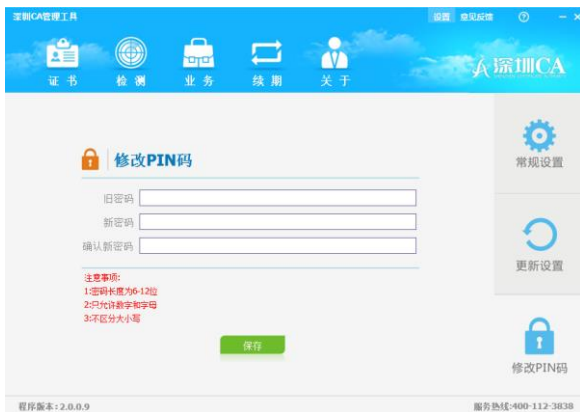 深圳CA管理工具 设置 意见反馈
证书 检测 业务 续期 关于 深圳CA
修改PIN码
旧密码
新密码
确认新密码
注意事项:
1:密码长度为6-12位
2:只允许数字和字母
3:不区分大小写
保存
常规设置
更新设置
修改PIN码
程序版本:2.0.0.9 服务热线:400-112-3838